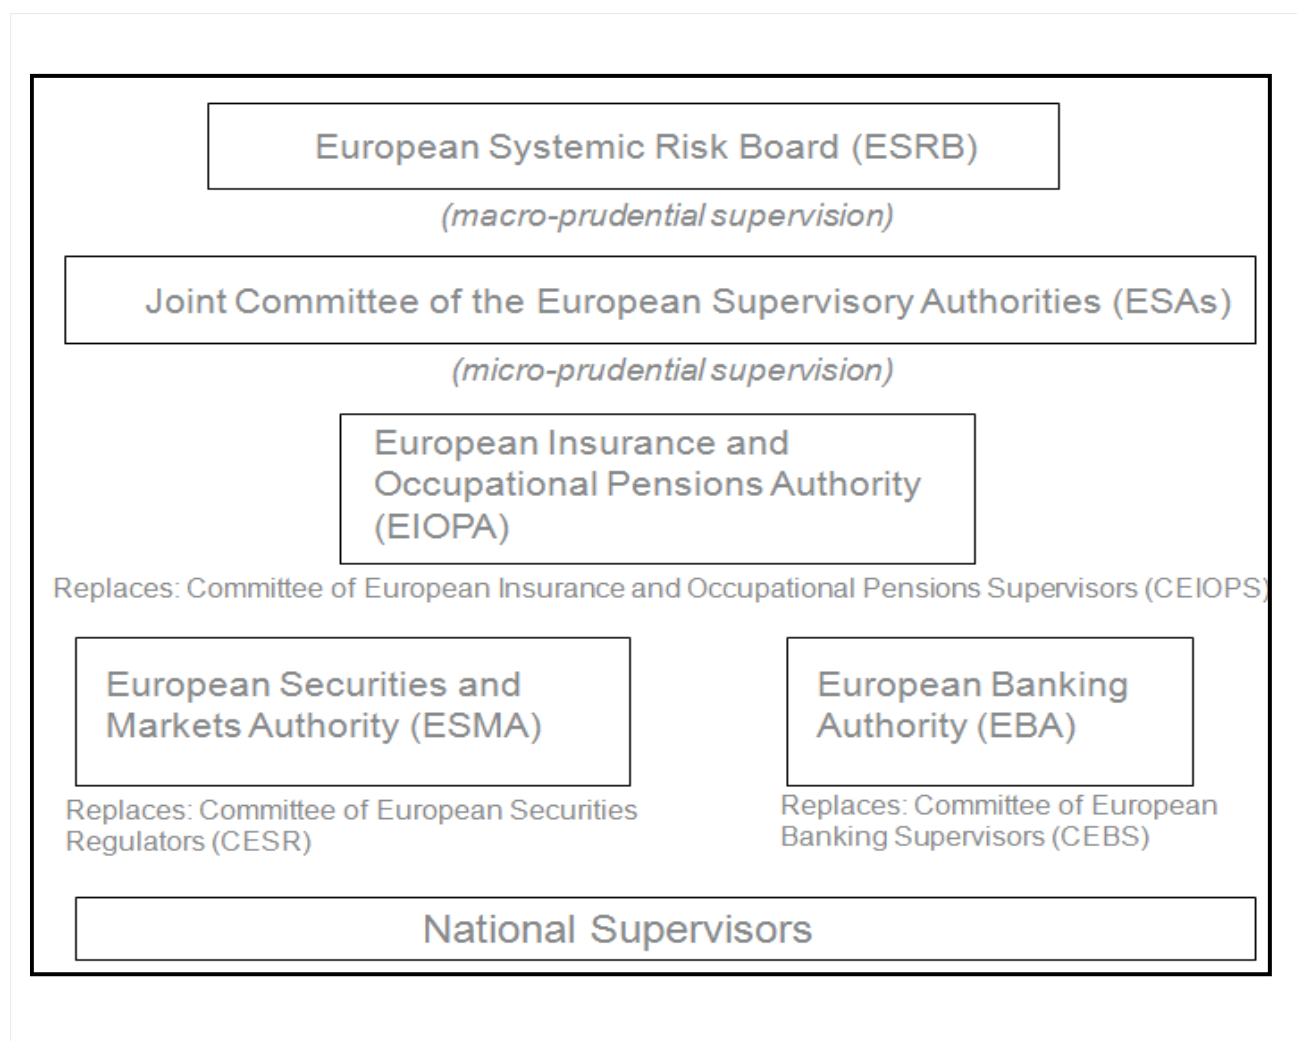 European Systemic Risk Board (ESRB)
(macro-prudential supervision)
Joint Committee of the European Supervisory Authorities (ESAs)
(micro-prudential supervision)
European Insurance and
Occupational Pensions Authority
(EIOPA)
Replaces: Committee of European Insurance and Occupational Pensions Supervisors (CEIOPS)
European Securities and
Markets Authority (ESMA)
Replaces: Committee of European Securities
Regulators (CESR)
European Banking
Authority (EBA)
Replaces: Committee of European
Banking Supervisors (CEBS)
National Supervisors